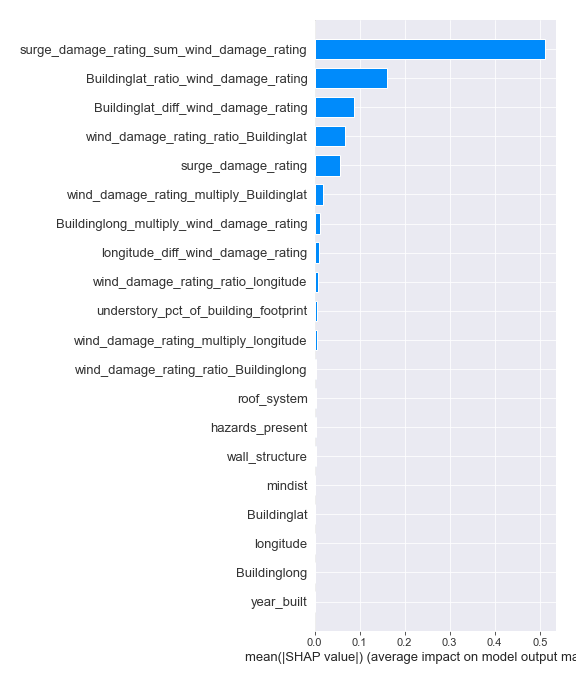 surge_damage_rating_sum_wind_damage_rating
Buildinglat_ratio_wind_damage_rating
Buildinglat_diff_wind_damage_rating
wind_damage_rating_ratio_Buildinglat
surge_damage_rating
wind_damage_rating_multiply_Buildinglat
Buildinglong_multiply_wind_damage_rating
longitude_diff_wind_damage_rating
wind_damage_rating_ratio_longitude
understory_pct_of_building_footprint
wind_damage_rating_multiply_longitude
wind_damage_rating_ratio_Buildinglong
roof_system
hazards_present
wall_structure
mindist
Buildinglat
longitude
Buildinglong
year_built
0.0 0.1 0.2 0.3 0.4 0.5
mean(|SHAP value|) (average impact on model output ma